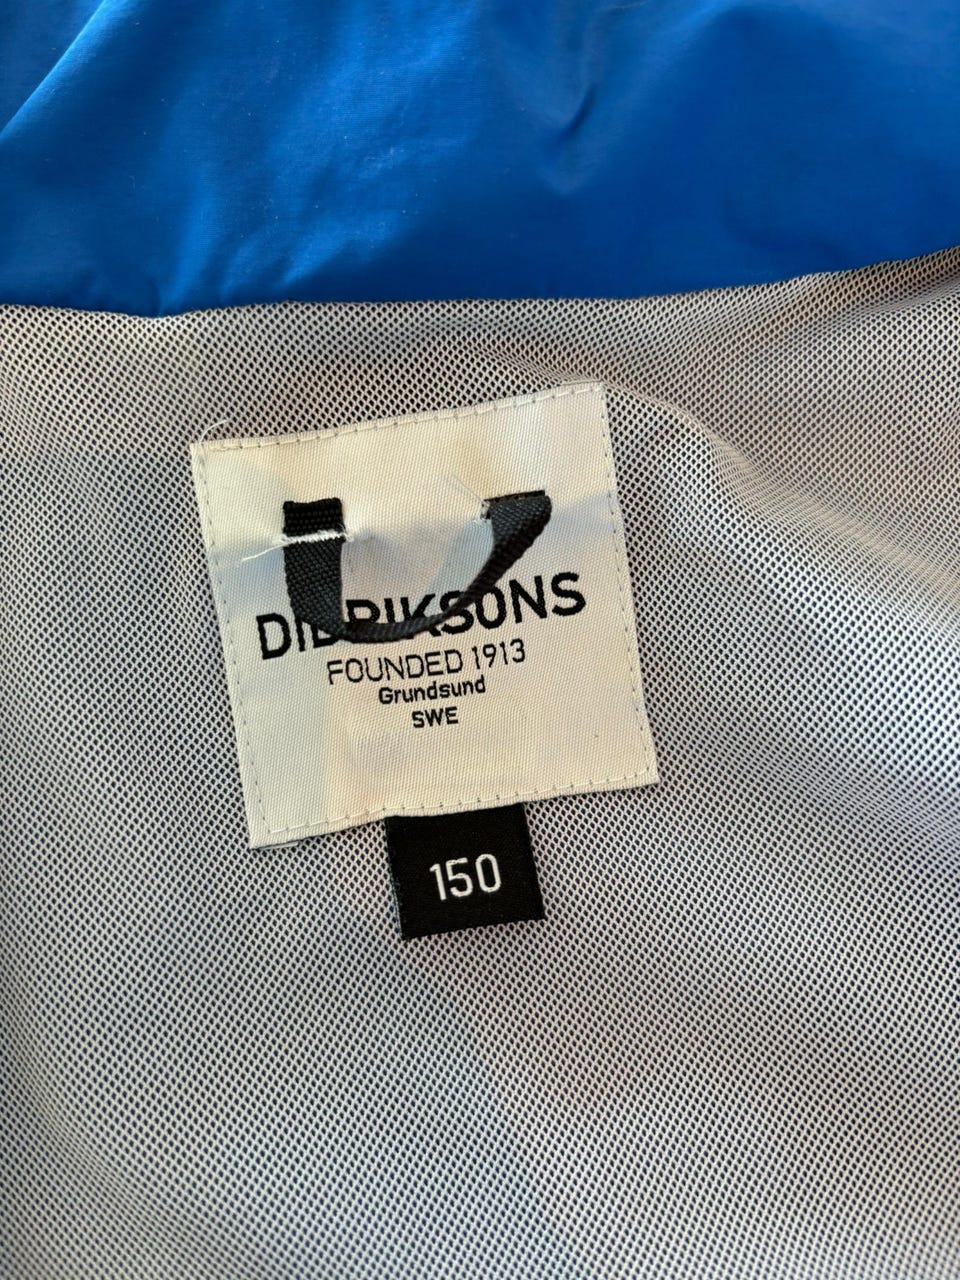 DIDRIKSONS
FOUNDED 1913
Grundsund
SWE
150